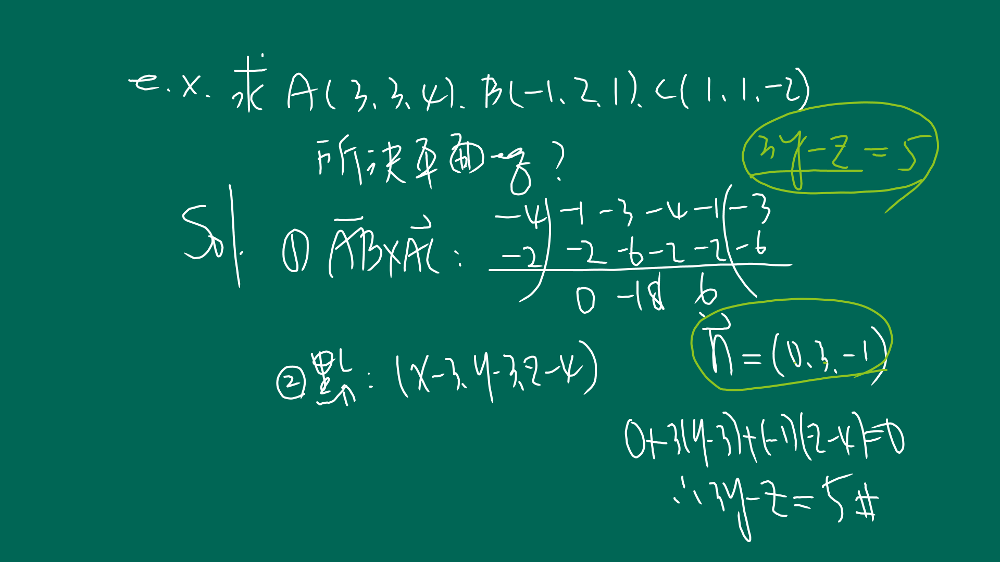 e.x. 求 A(3,3,4). B(-1,2,1). C(1,1,-2)
所決平面eq?
3y-z=5
Sol.
① AB×AC:
-4 -1 -3 -4 -1 -3
-2 -2 -6 -2 -2 -6
0 -18 6
n=(0,3,-1)
②點:(x-3,y-3,z-4)
0+3(y-3)+(-1)(z-4)=0
∴3y-z=5#